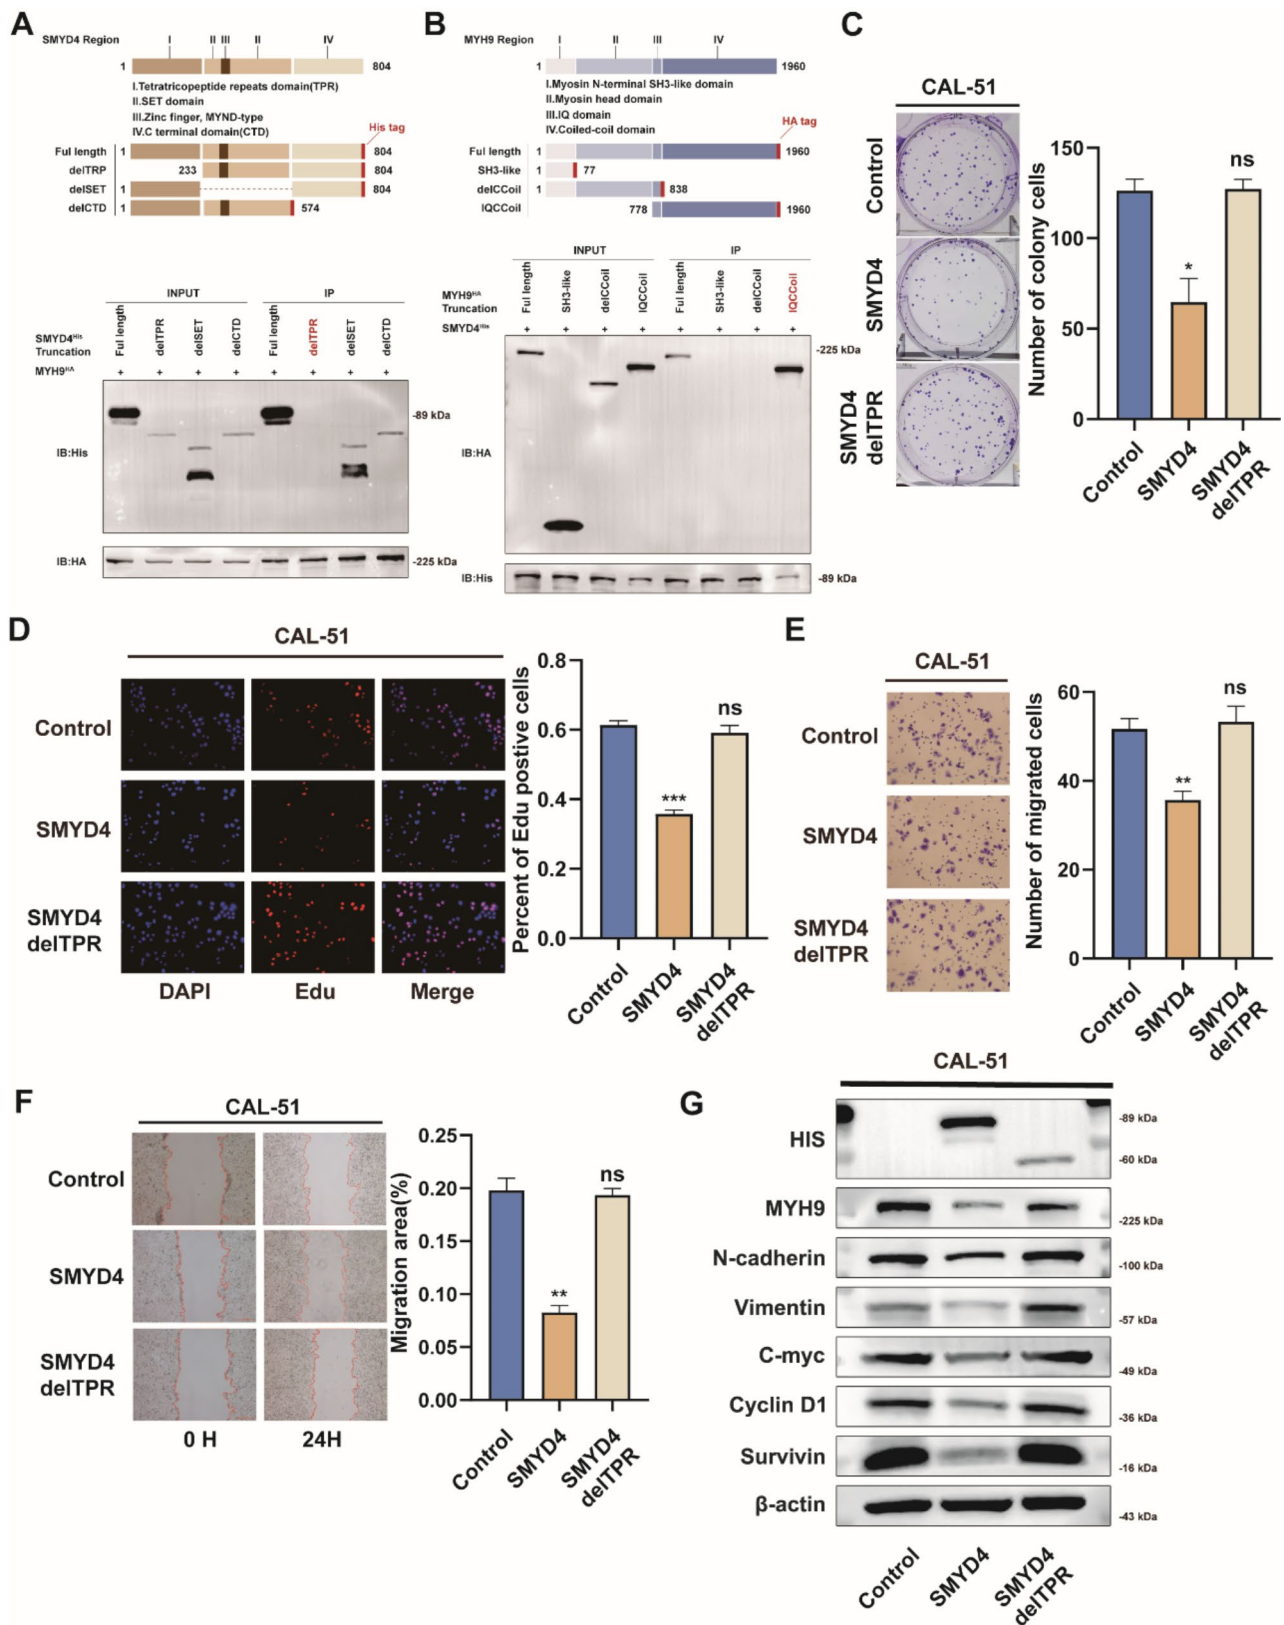 A
SMYD4 Region
I II III II IV
1 804
I.Tetratricopeptide repeats domain(TPR)
II.SET domain
III.Zinc finger, MYND-type
IV.C terminal domain(CTD)
His tag
Ful length 1 804
delTRP 233 804
delSET 1 804
delCTD 1 574
INPUT IP
SMYD4His
Truncation
Ful length delTPR delSET delCTD Ful length delTPR delSET delCTD
MYH9HA + + + + + + + +
-89 kDa
IB:His
IB:HA
-225 kDa
B
MYH9 Region
I II III IV
1 1960
I.Myosin N-terminal SH3-like domain
II.Myosin head domain
III.IQ domain
IV.Coiled-coil domain
HA tag
Ful length 1 1960
SH3-like 1 77
delCCoil 1 838
IQCCoil 778 1960
INPUT IP
MYH9HA
Truncation
Ful length SH3-like delCCoil IQCCoil Ful length SH3-like delCCoil IQCCoil
SMYD4His + + + + + + + +
-225 kDa
IB:HA
IB:His
-89 kDa
C
CAL-51
Control
SMYD4
SMYD4
delTPR
Number of colony cells
150
100
50
0
*
ns
Control
SMYD4
SMYD4
delTPR
D
CAL-51
Control
SMYD4
SMYD4
delTPR
DAPI Edu Merge
Percent of Edu postive cells
0.8
0.6
0.4
0.2
0.0
***
ns
Control
SMYD4
SMYD4
delTPR
E
CAL-51
Control
SMYD4
SMYD4
delTPR
Number of migrated cells
60
40
20
0
**
ns
Control
SMYD4
SMYD4
delTPR
F
CAL-51
Control
SMYD4
SMYD4
delTPR
0 H 24H
Migration area(%)
0.25
0.20
0.15
0.10
0.05
0.00
**
ns
Control
SMYD4
SMYD4
delTPR
G
CAL-51
HIS
-89 kDa
-60 kDa
MYH9
-225 kDa
N-cadherin
-100 kDa
Vimentin
-57 kDa
C-myc
-49 kDa
Cyclin D1
-36 kDa
Survivin
-16 kDa
β-actin
-43 kDa
Control
SMYD4
SMYD4
delTPR